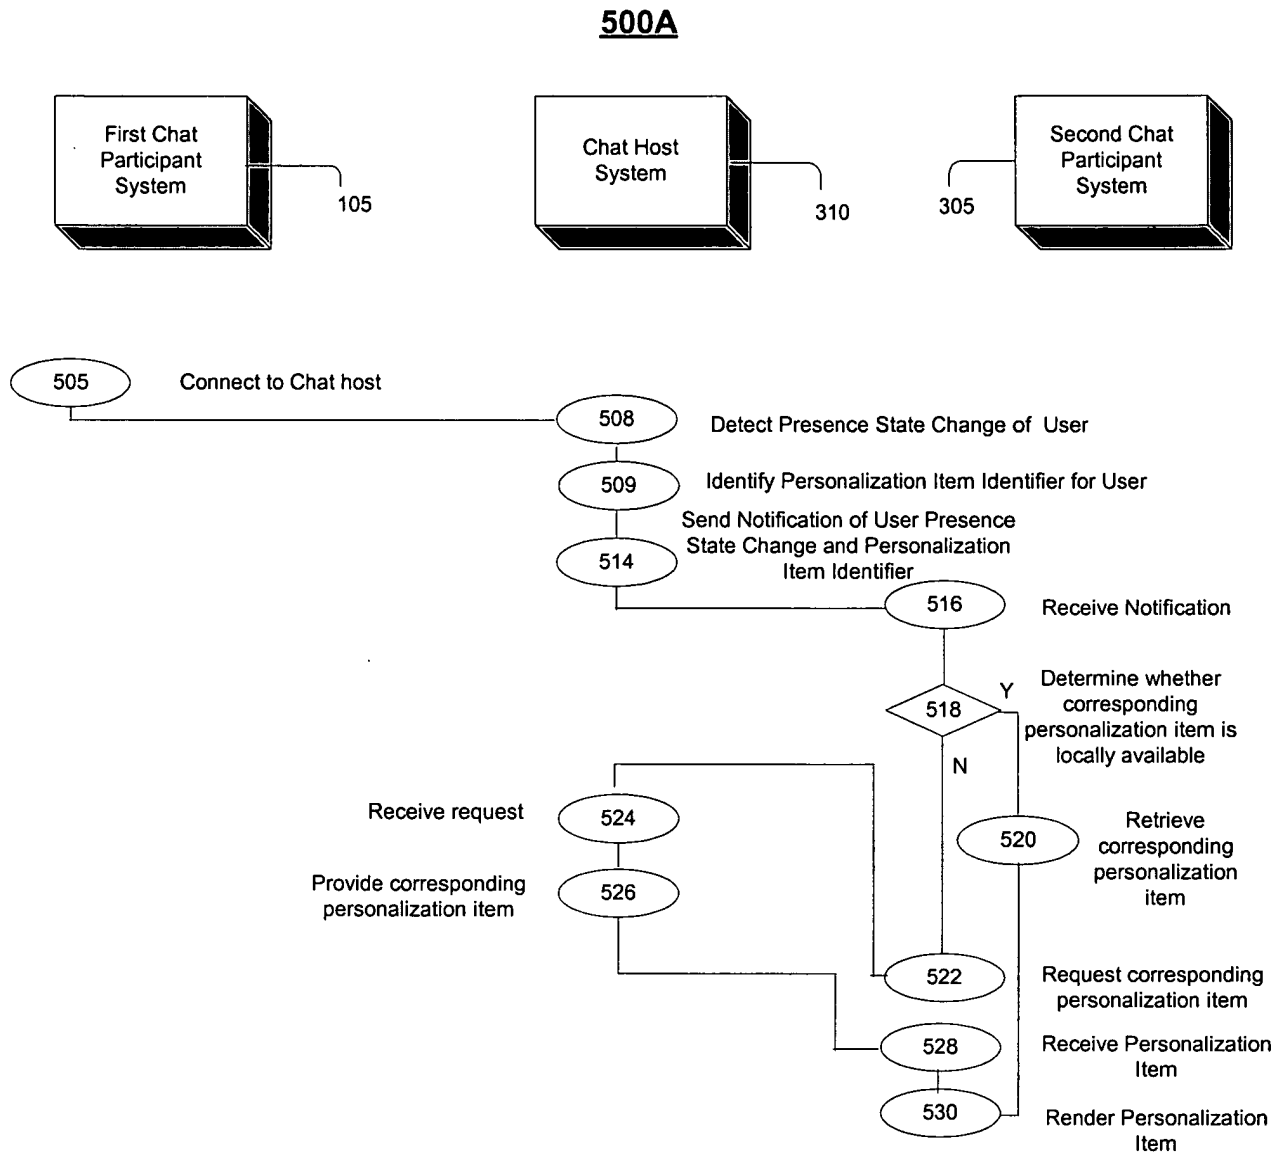 500A
First Chat
Participant
System
105
Chat Host
System
310
305
Second Chat
Participant
System
505
Connect to Chat host
508
Detect Presence State Change of User
509
Identify Personalization Item Identifier for User
514
Send Notification of User Presence
State Change and Personalization
Item Identifier
516
Receive Notification
518
Y
N
Determine whether
corresponding
personalization item is
locally available
Receive request
524
520
Retrieve
corresponding
personalization
item
Provide corresponding
personalization item
526
522
Request corresponding
personalization item
528
Receive Personalization
Item
530
Render Personalization
Item